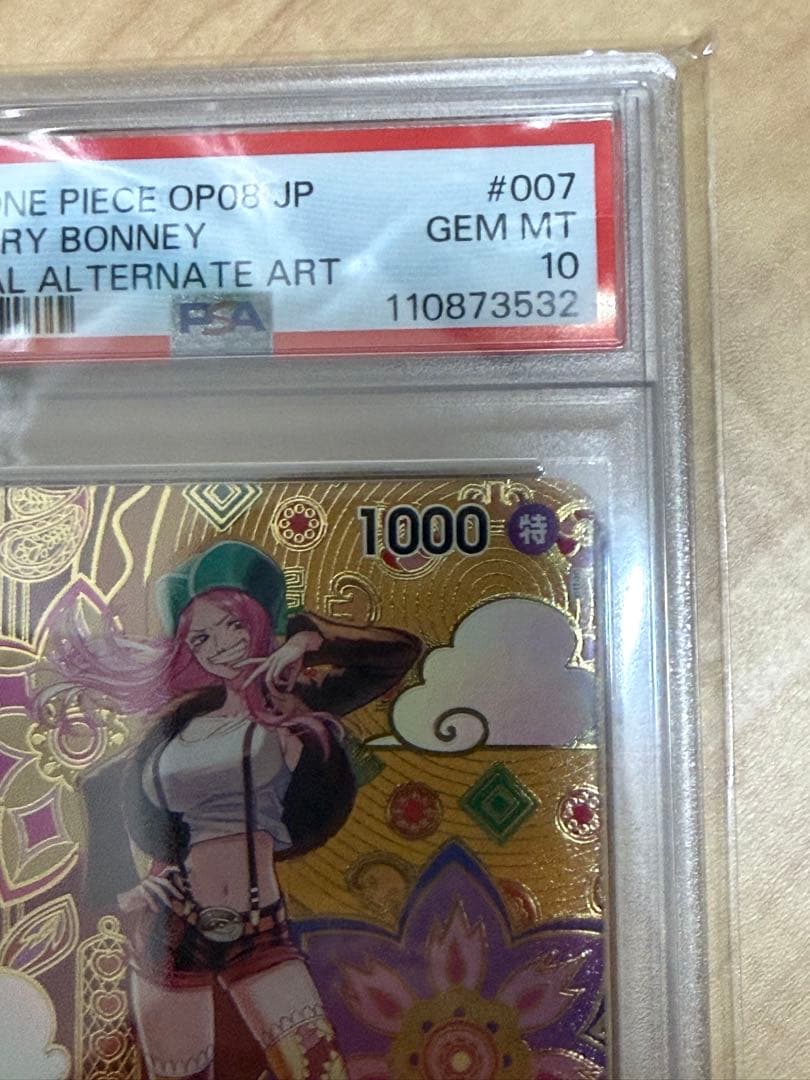 ONE PIECE OP08 JP #007
RY BONNEY GEM MT
AL ALTERNATE ART 10
PSA 110873532
1000 特